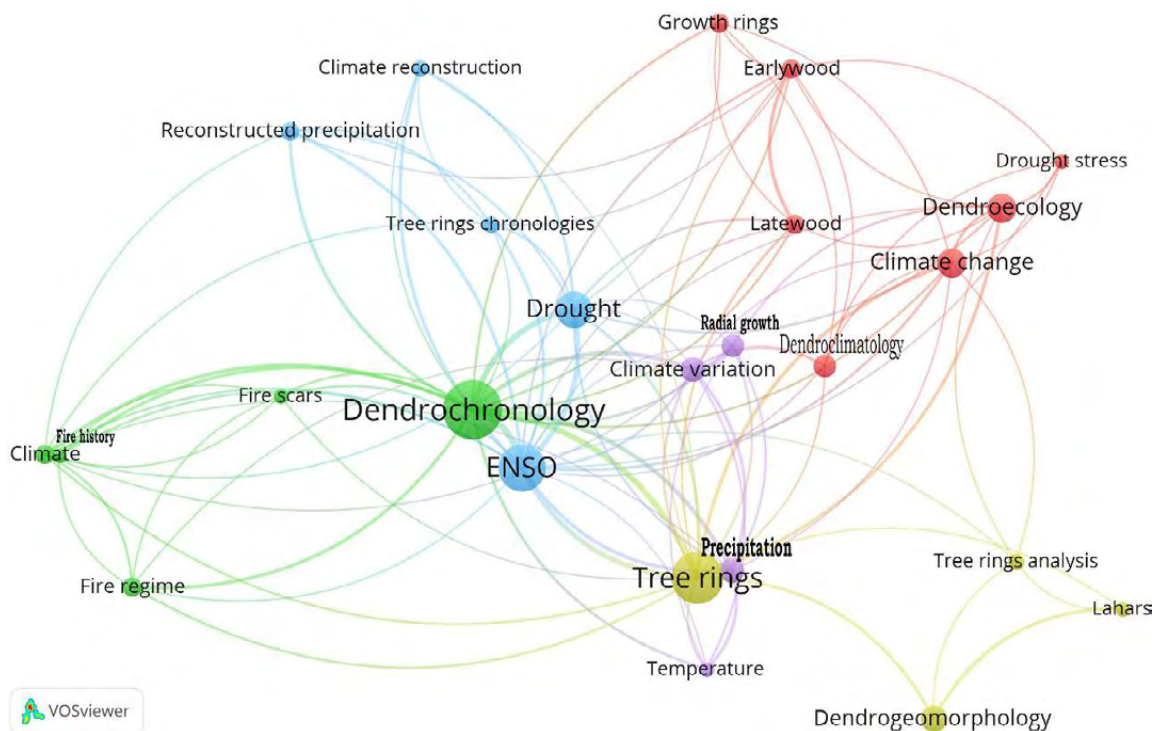 Growth rings
Climate reconstruction
Earlywood
Reconstructed precipitation
Drought stress
Dendroecology
Tree rings chronologies
Latewood
Climate change
Drought
Radial growth
Dendroclimatology
Climate variation
Fire scars
Dendrochronology
Fire history
Climate
ENSO
Precipitation
Tree rings
Tree rings analysis
Fire regime
Lahars
Temperature
Dendrogeomorphology
VOSviewer